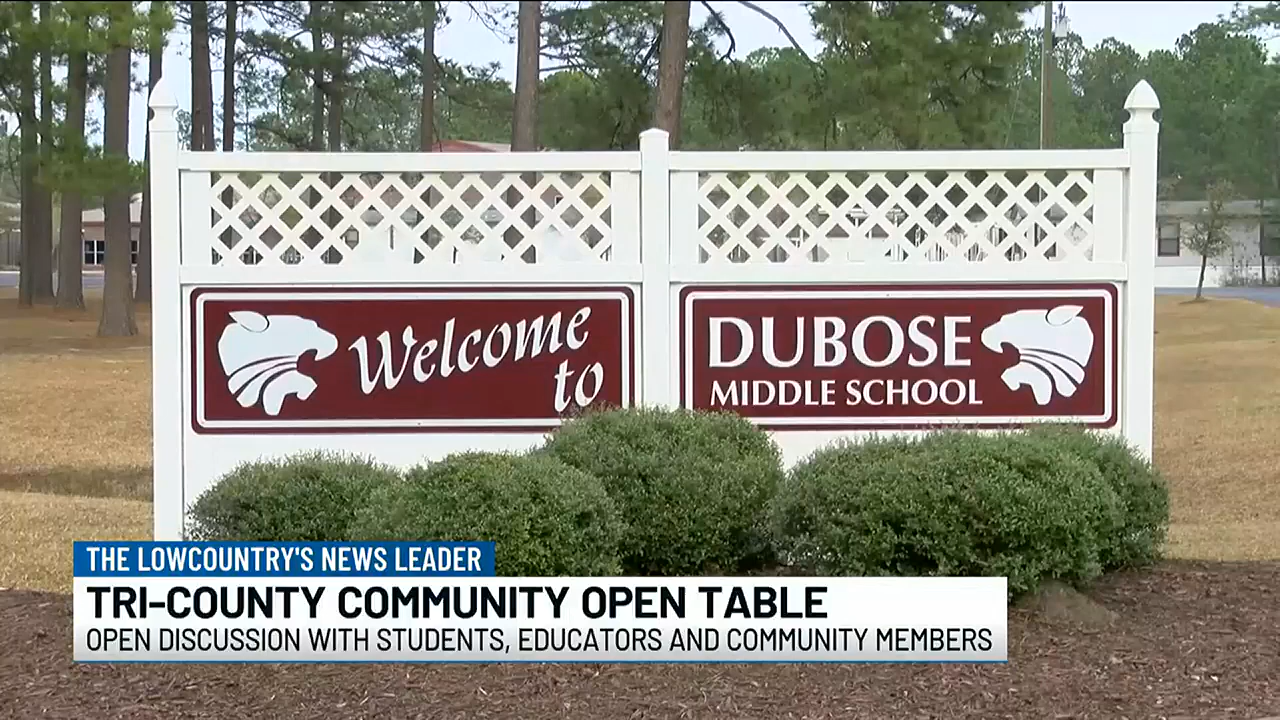 Welcome
to
DUBOSE
MIDDLE SCHOOL
THE LOWCOUNTRY'S NEWS LEADER
TRI-COUNTY COMMUNITY OPEN TABLE
OPEN DISCUSSION WITH STUDENTS, EDUCATORS AND COMMUNITY MEMBERS